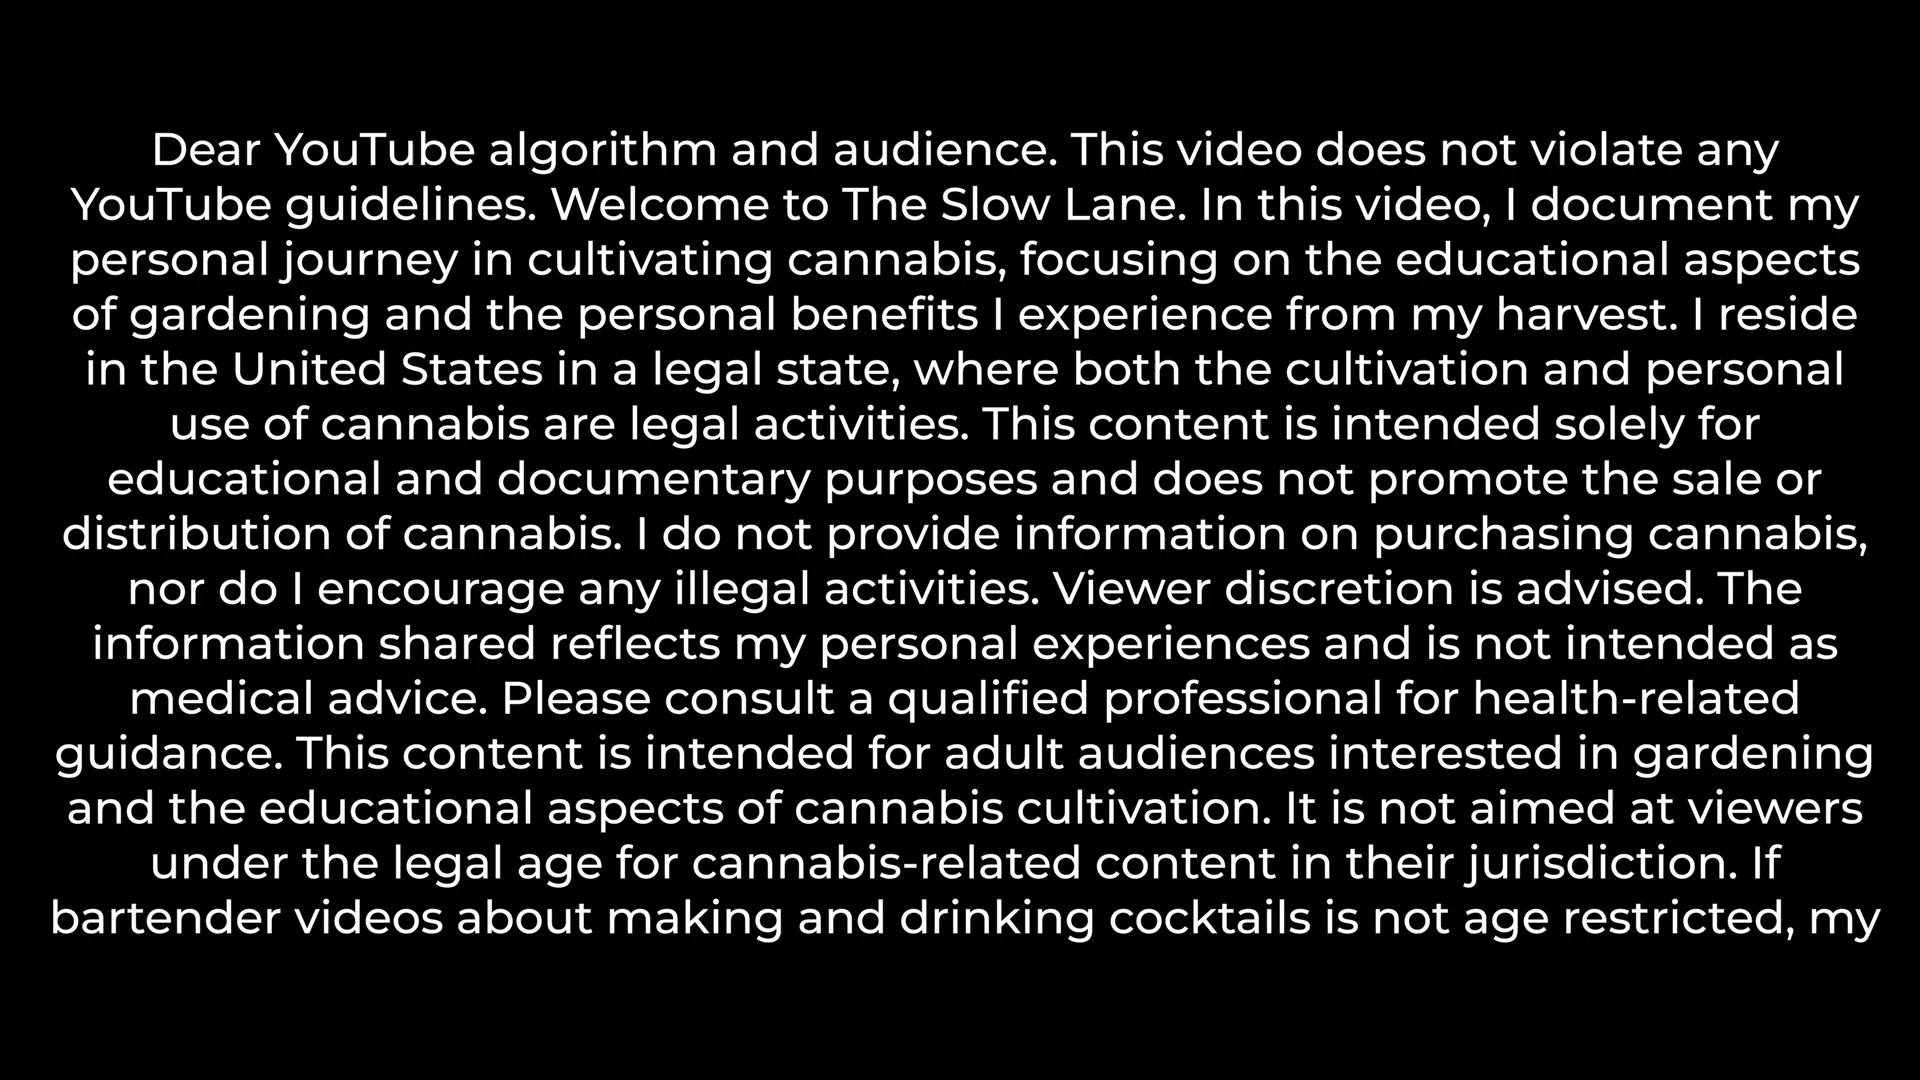 Dear YouTube algorithm and audience. This video does not violate any
YouTube guidelines. Welcome to The Slow Lane. In this video, I document my
personal journey in cultivating cannabis, focusing on the educational aspects
of gardening and the personal benefits I experience from my harvest. I reside
in the United States in a legal state, where both the cultivation and personal
use of cannabis are legal activities. This content is intended solely for
educational and documentary purposes and does not promote the sale or
distribution of cannabis. I do not provide information on purchasing cannabis,
nor do I encourage any illegal activities. Viewer discretion is advised. The
information shared reflects my personal experiences and is not intended as
medical advice. Please consult a qualified professional for health-related
guidance. This content is intended for adult audiences interested in gardening
and the educational aspects of cannabis cultivation. It is not aimed at viewers
under the legal age for cannabis-related content in their jurisdiction. If
bartender videos about making and drinking cocktails is not age restricted, my